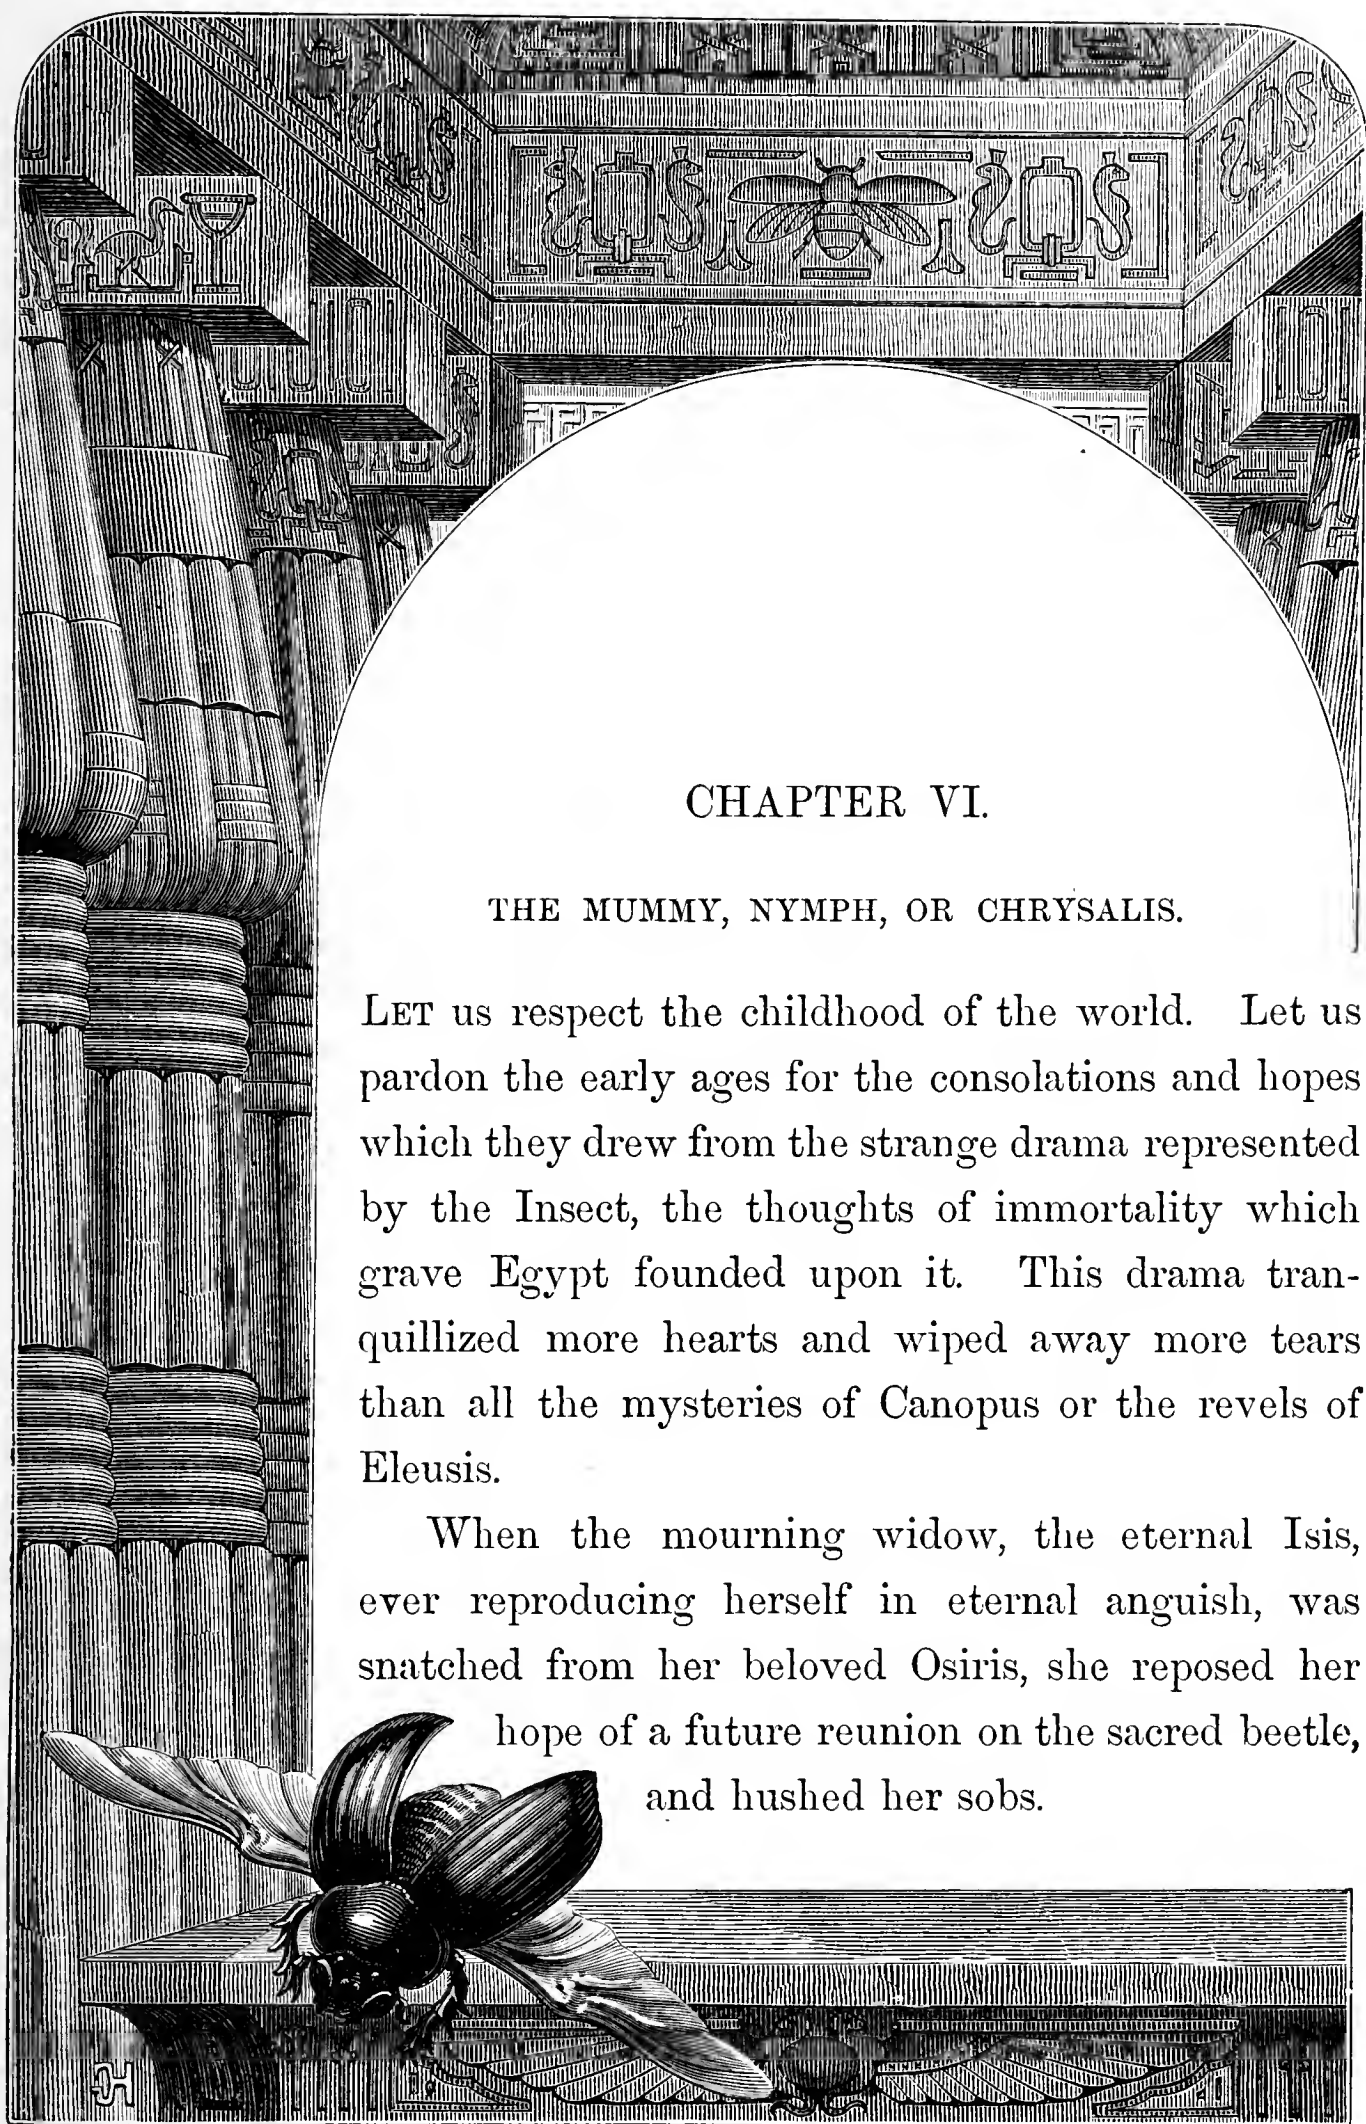 CHAPTER VI.
THE MUMMY, NYMPH, OR CHRYSALIS.
LET us respect the childhood of the world. Let us
pardon the early ages for the consolations and hopes
which they drew from the strange drama represented
by the Insect, the thoughts of immortality which
grave Egypt founded upon it. This drama tran-
quillized more hearts and wiped away more tears
than all the mysteries of Canopus or the revels of
Eleusis.
When the mourning widow, the eternal Isis,
ever reproducing herself in eternal anguish, was
snatched from her beloved Osiris, she reposed her
hope of a future reunion on the sacred beetle,
and hushed her sobs.